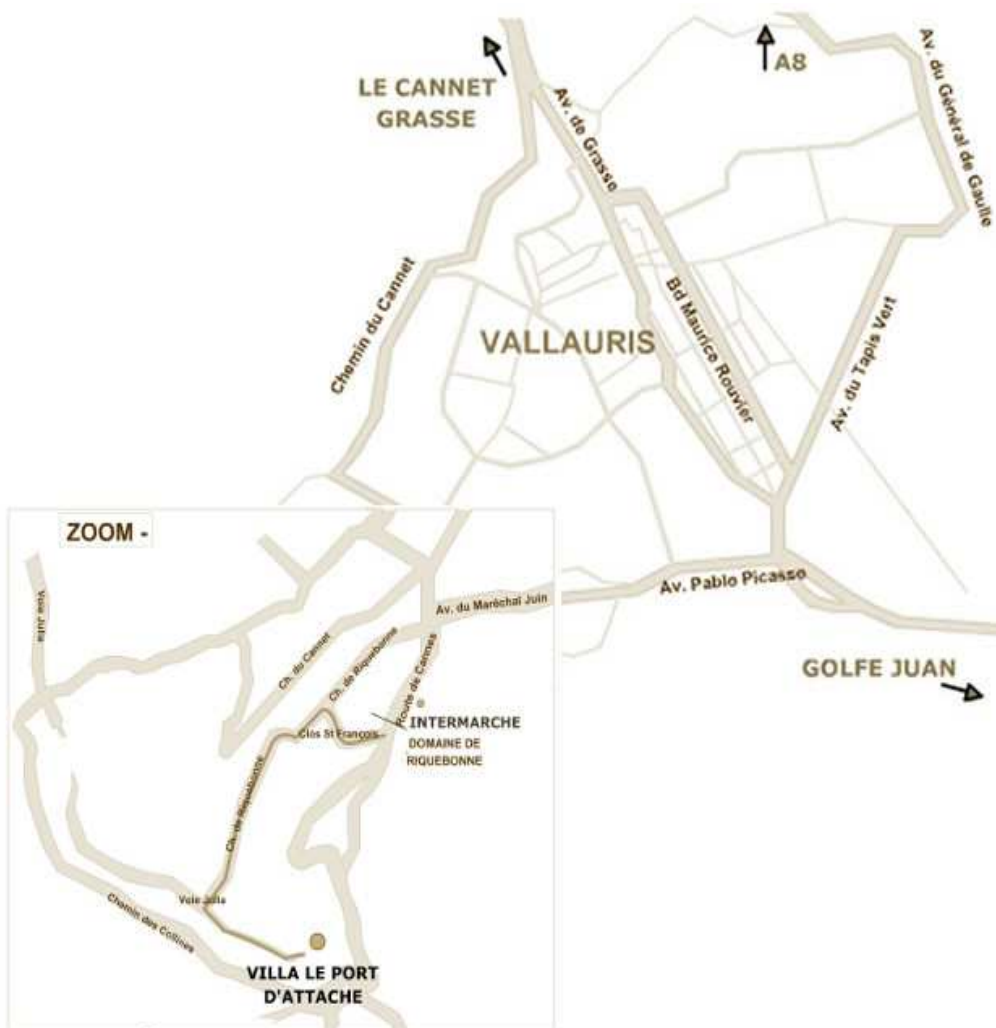 A8
Av. du Général de Gaulle
LE CANNET
GRASSE
Av. de Grasse
Chemin du Cannet
Bd Maurice Rouvier
VALLAURIS
Av. du Tapis Vert
ZOOM -
Av. Pablo Picasso
Voie Julia
Av. du Maréchal Juin
Ch. du Cannet
Ch. de Riquebonne
Route de Cannes
GOLFE JUAN
INTERMARCHE
Clos St François
DOMAINE DE
RIQUEBONNE
Ch. de Riquebonne
Voie Julia
Chemin des Collines
VILLA LE PORT
D'ATTACHE